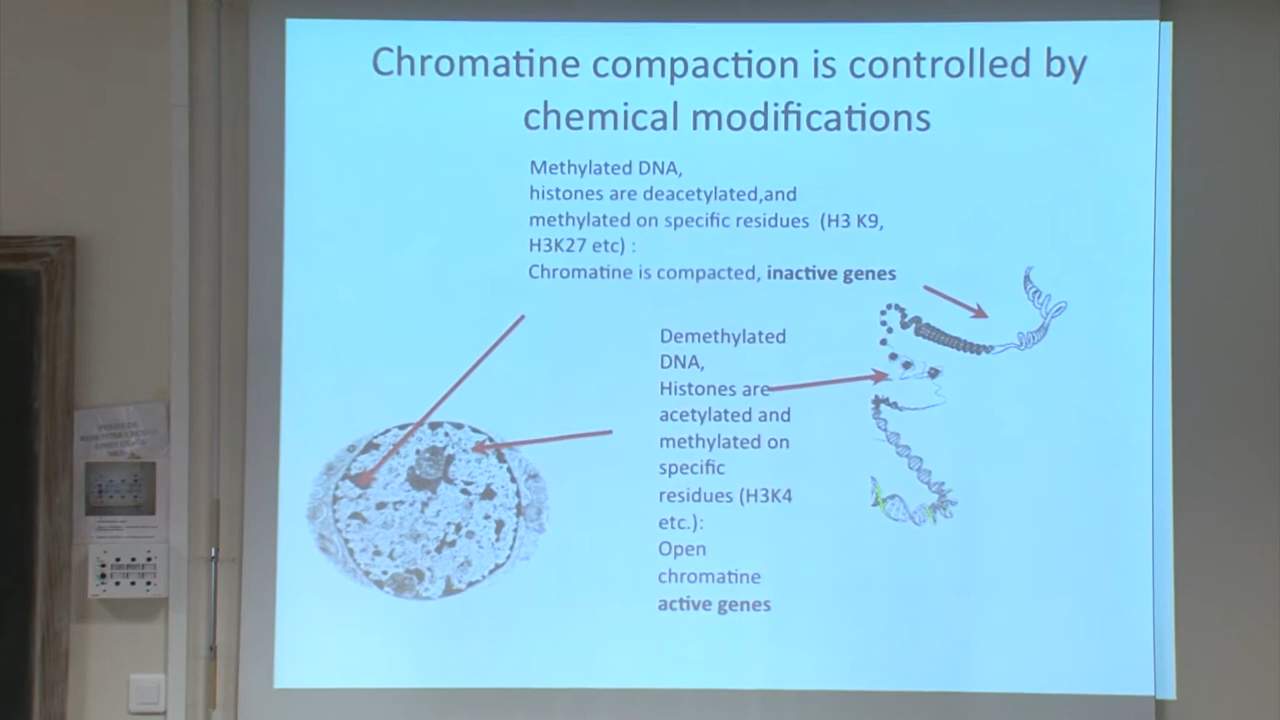 Chromatine compaction is controlled by
chemical modifications
Methylated DNA,
histones are deacetylated,and
methylated on specific residues (H3 K9,
H3K27 etc) :
Chromatine is compacted, inactive genes
Demethylated
DNA,
Histones are
acetylated and
methylated on
specific
residues (H3K4
etc.):
Open
chromatine
active genes